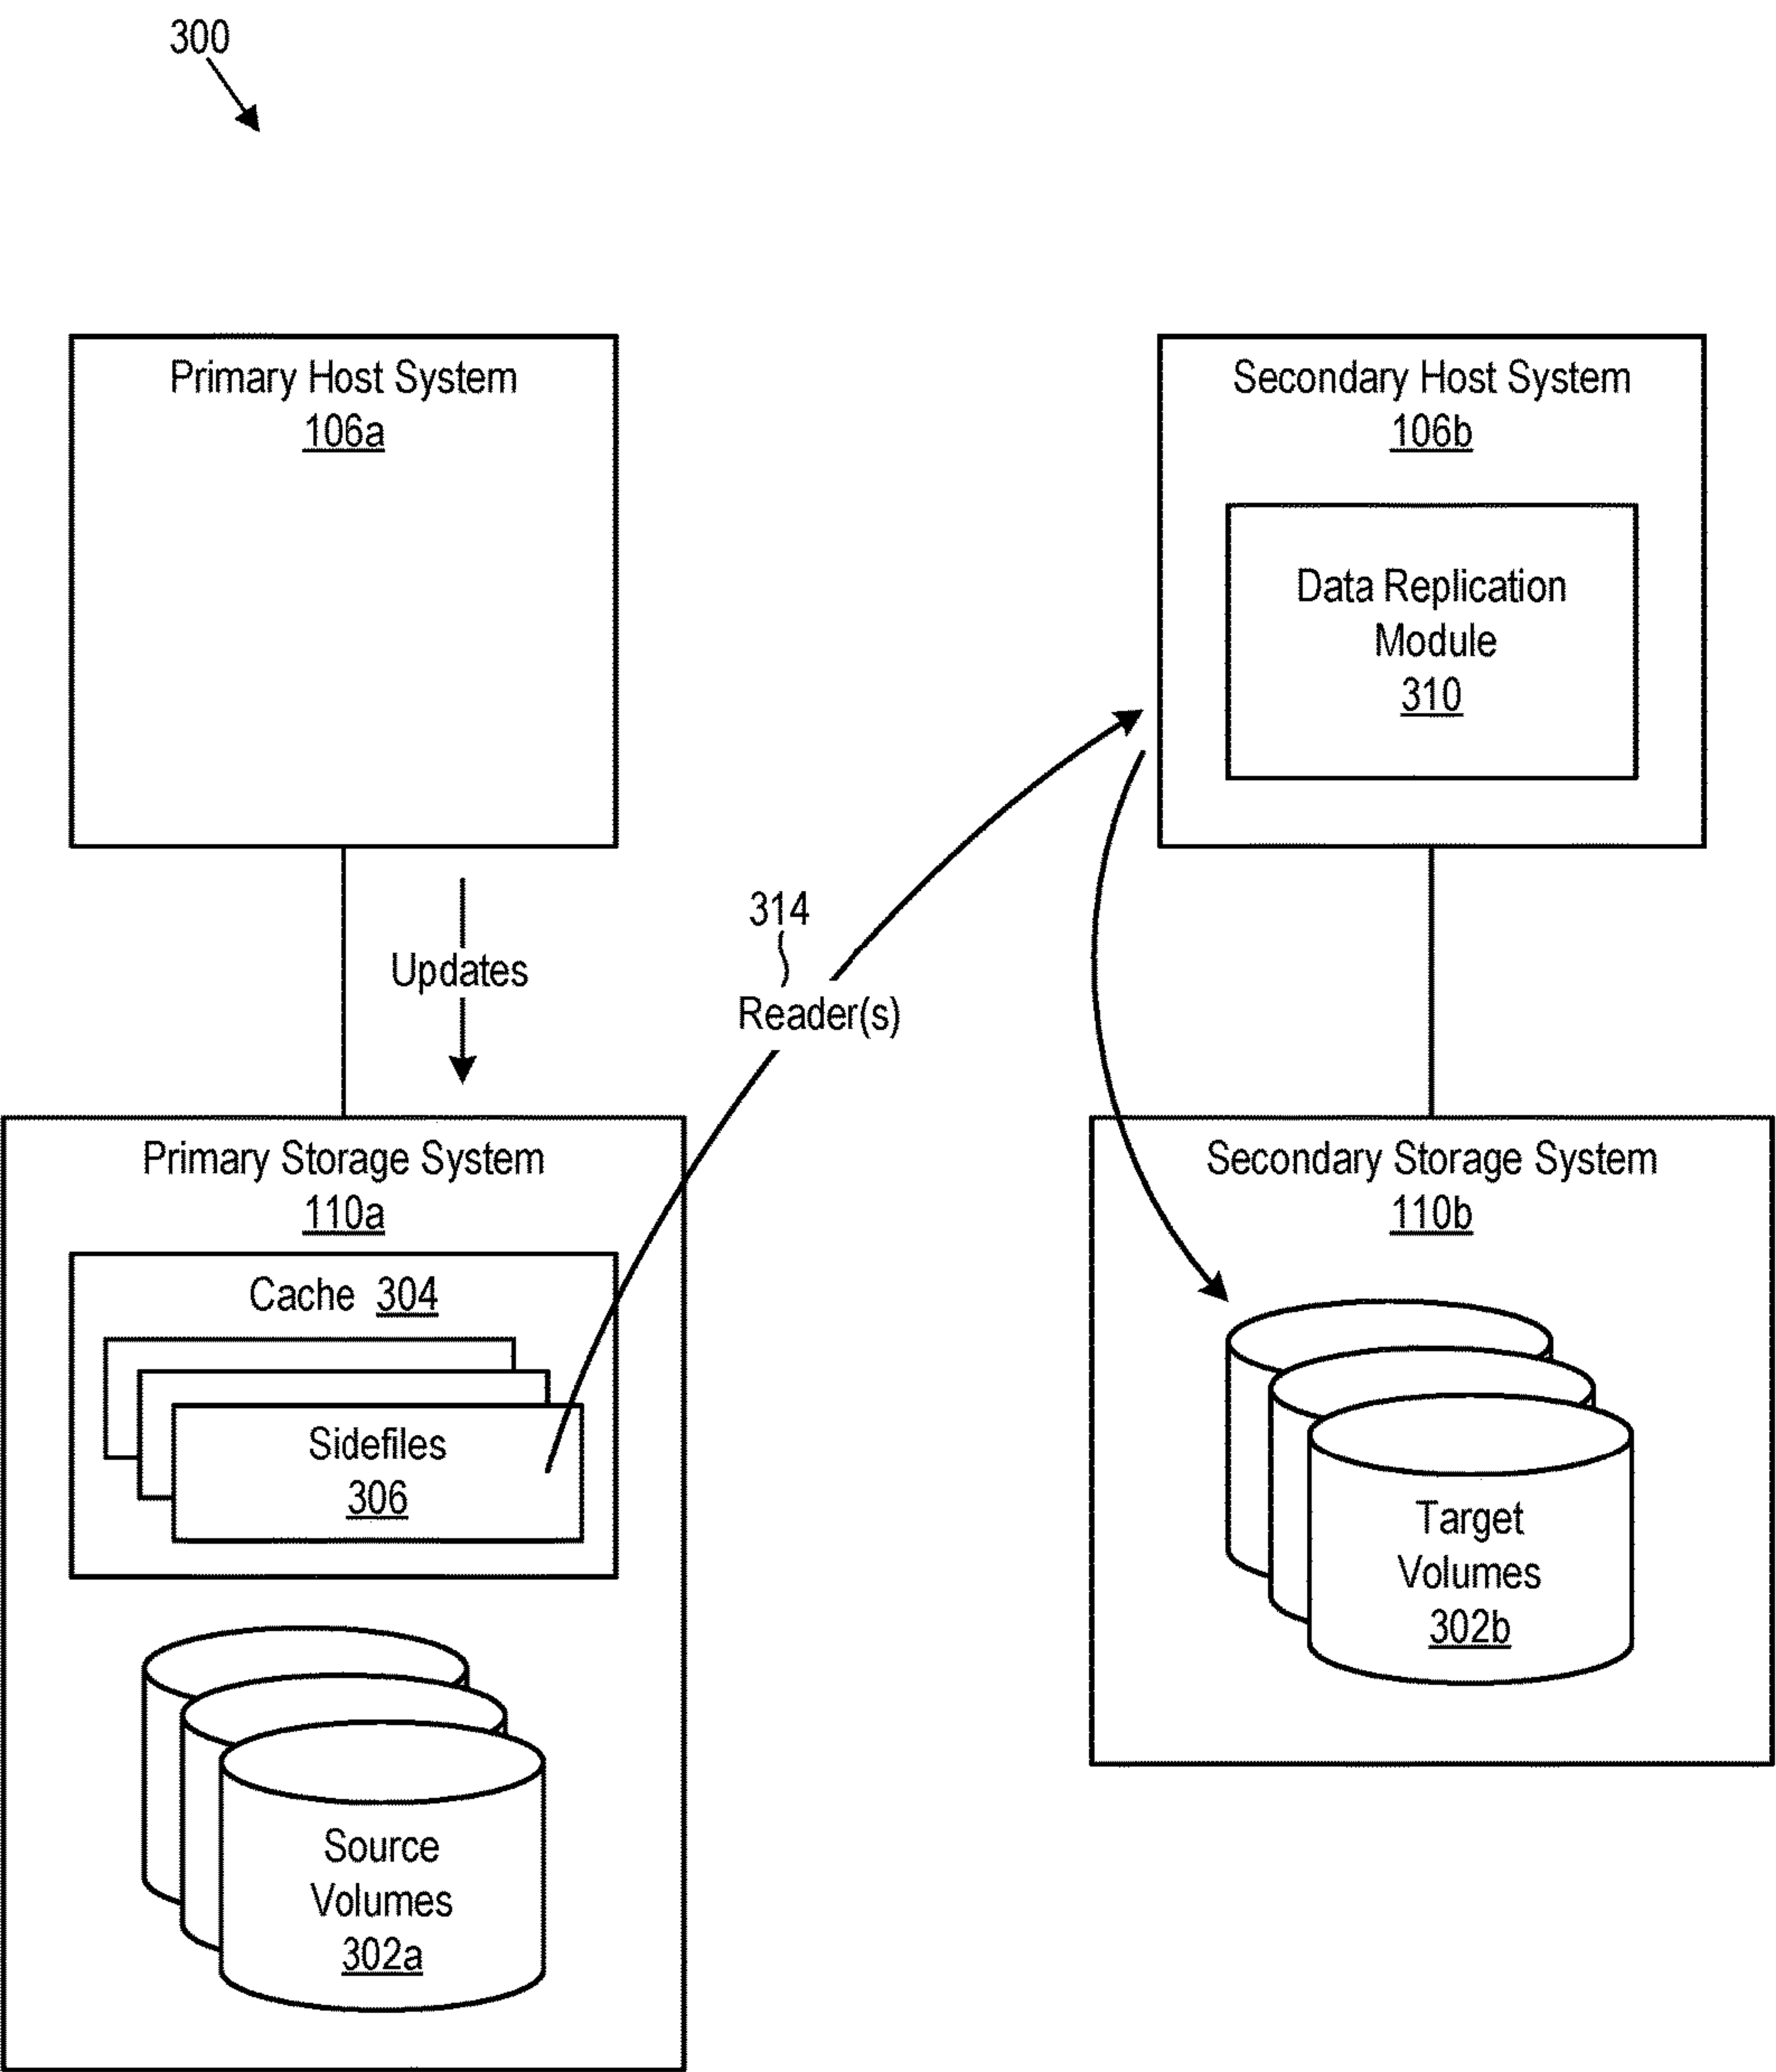 300
Primary Host System
106a
Secondary Host System
106b
Data Replication
Module
310
314
Updates
Reader(s)
Primary Storage System
110a
Cache 304
Sidefiles
306
Source
Volumes
302a
Secondary Storage System
110b
Target
Volumes
302b